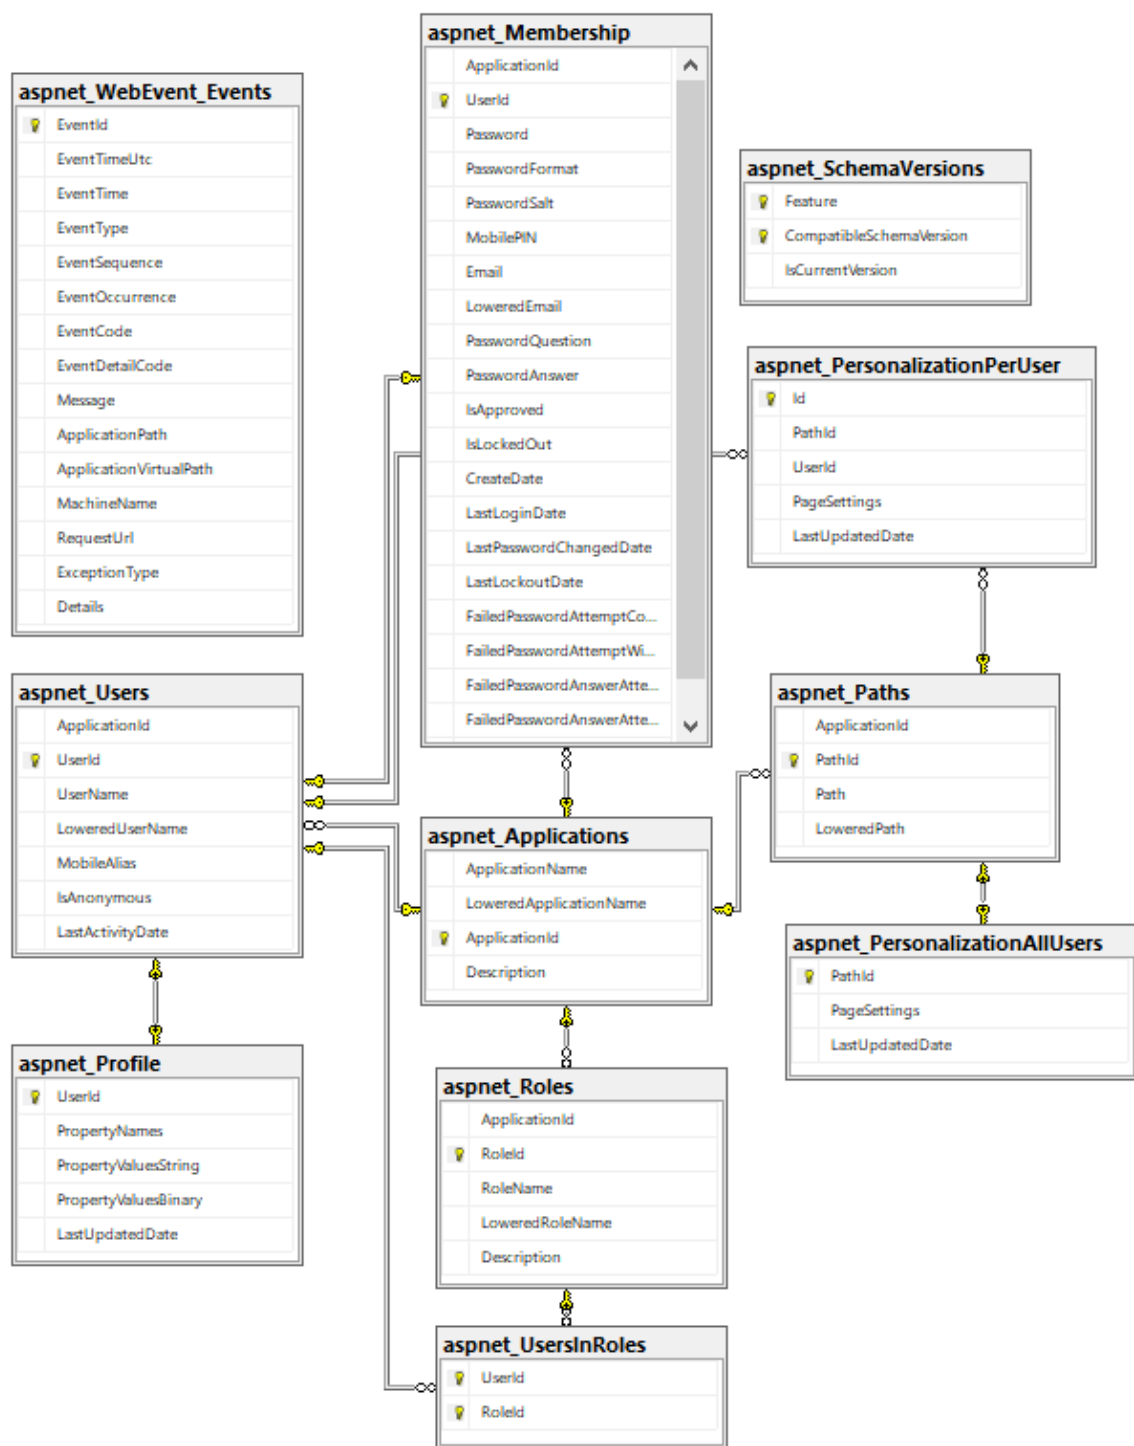 aspnet_Membership
ApplicationId
UserId
Password
PasswordFormat
PasswordSalt
MobilePIN
Email
LoweredEmail
PasswordQuestion
PasswordAnswer
IsApproved
IsLockedOut
CreateDate
LastLoginDate
LastPasswordChangedDate
LastLockoutDate
FailedPasswordAttemptCo...
FailedPasswordAttemptWi...
FailedPasswordAnswerAtte...
FailedPasswordAnswerAtte...
aspnet_WebEvent_Events
EventId
EventTimeUtc
EventTime
EventType
EventSequence
EventOccurrence
EventCode
EventDetailCode
Message
ApplicationPath
ApplicationVirtualPath
MachineName
RequestUrl
ExceptionType
Details
aspnet_SchemaVersions
Feature
CompatibleSchemaVersion
IsCurrentVersion
aspnet_PersonalizationPerUser
Id
PathId
UserId
PageSettings
LastUpdatedDate
aspnet_Users
ApplicationId
UserId
UserName
LoweredUserName
MobileAlias
IsAnonymous
LastActivityDate
aspnet_Paths
ApplicationId
PathId
Path
LoweredPath
aspnet_Applications
ApplicationName
LoweredApplicationName
ApplicationId
Description
aspnet_PersonalizationAllUsers
PathId
PageSettings
LastUpdatedDate
aspnet_Profile
UserId
PropertyNames
PropertyValuesString
PropertyValuesBinary
LastUpdatedDate
aspnet_Roles
ApplicationId
RoleId
RoleName
LoweredRoleName
Description
aspnet_UsersInRoles
UserId
RoleId